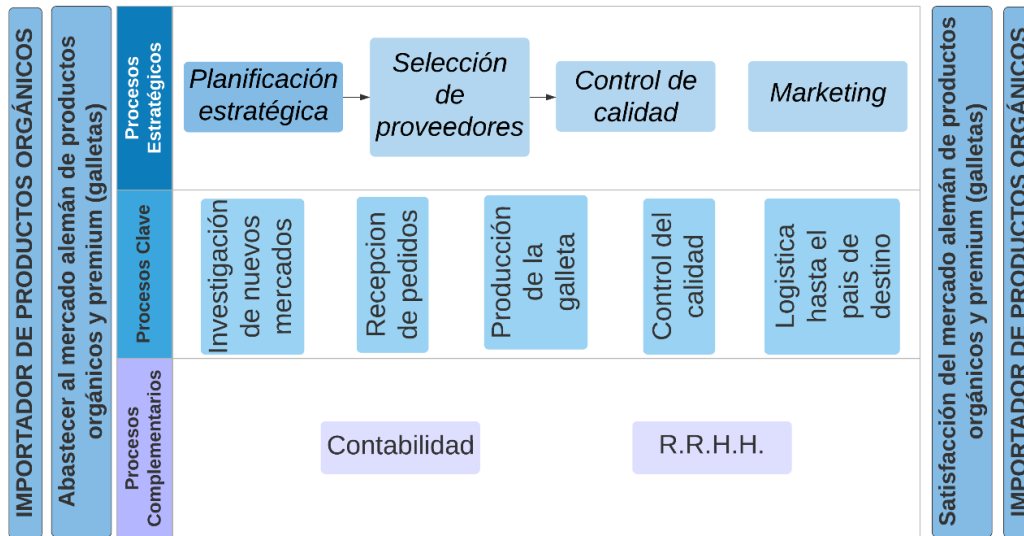 IMPORTADOR DE PRODUCTOS ORGÁNICOS
Abastecer al mercado alemán de productos
orgánicos y premium (galletas)
Procesos
Estratégicos
Planificación
estratégica
Selección
de
proveedores
Control de
calidad
Marketing
Procesos Clave
Investigación
de nuevos
mercados
Recepcion
de pedidos
Producción
de la
galleta
Control del
calidad
Logistica
hasta el
pais de
destino
Procesos
Complementarios
Contabilidad
R.R.H.H.
Satisfacción del mercado alemán de productos
orgánicos y premium (galletas)
IMPORTADOR DE PRODUCTOS ORGÁNICOS